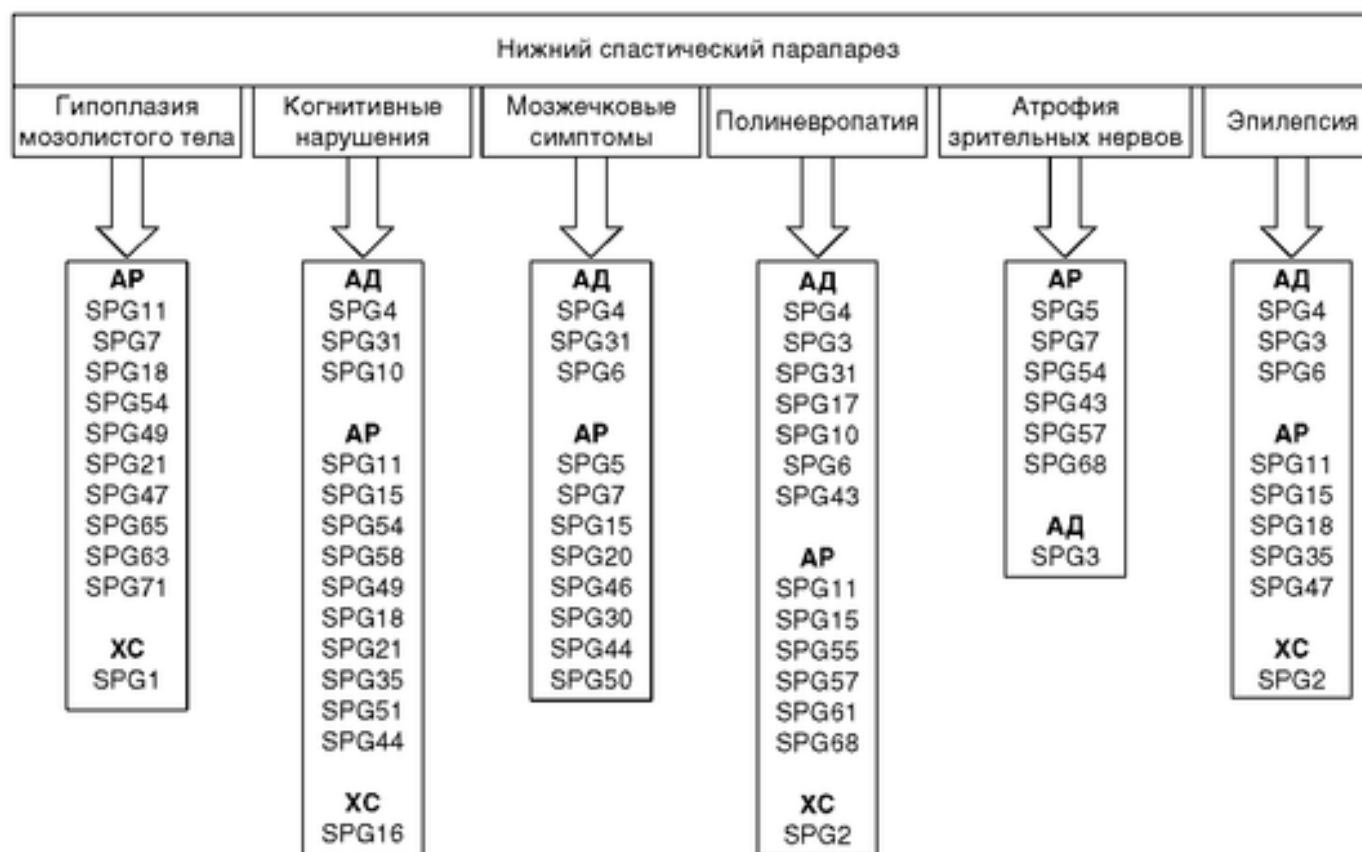 Нижний спастический парапарез
Гипоплазия
мозолистого тела
Когнитивные
нарушения
Мозжечковые
симптомы
Полиневропатия
Атрофия
зрительных нервов
Эпилепсия
АР
SPG11
SPG7
SPG18
SPG54
SPG49
SPG21
SPG47
SPG65
SPG63
SPG71
ХС
SPG1
АД
SPG4
SPG31
SPG10
АР
SPG11
SPG15
SPG54
SPG58
SPG49
SPG18
SPG21
SPG35
SPG51
SPG44
ХС
SPG16
АД
SPG4
SPG31
SPG6
АР
SPG5
SPG7
SPG15
SPG20
SPG46
SPG30
SPG44
SPG50
АД
SPG4
SPG3
SPG31
SPG17
SPG10
SPG6
SPG43
АР
SPG11
SPG15
SPG55
SPG57
SPG61
SPG68
ХС
SPG2
АР
SPG5
SPG7
SPG54
SPG43
SPG57
SPG68
АД
SPG3
АД
SPG4
SPG3
SPG6
АР
SPG11
SPG15
SPG18
SPG35
SPG47
ХС
SPG2